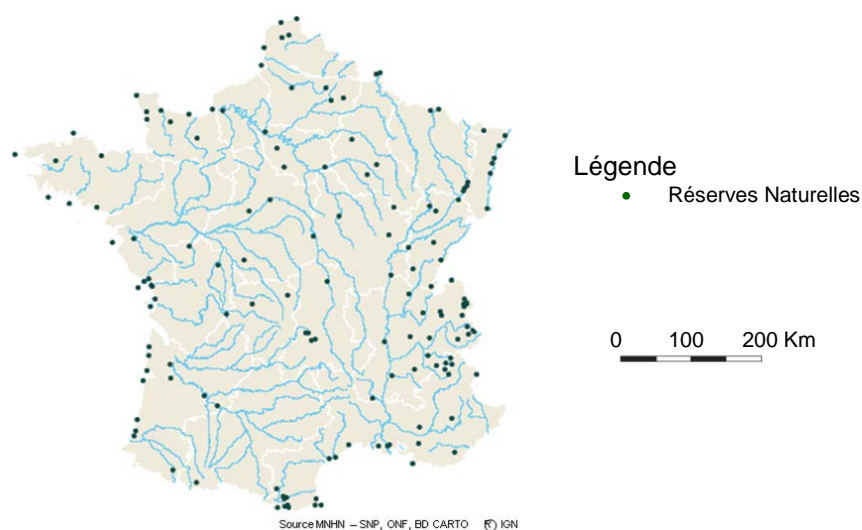 Légende
Réserves Naturelles
0 100 200 Km
Source MNHN – SNP, ONF, BD CARTO IGN